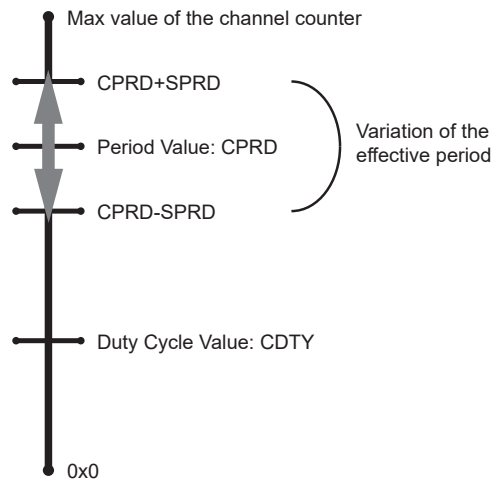 Max value of the channel counter
CPRD+SPRD
Period Value: CPRD
Variation of the
effective period
CPRD-SPRD
Duty Cycle Value: CDTY
0x0